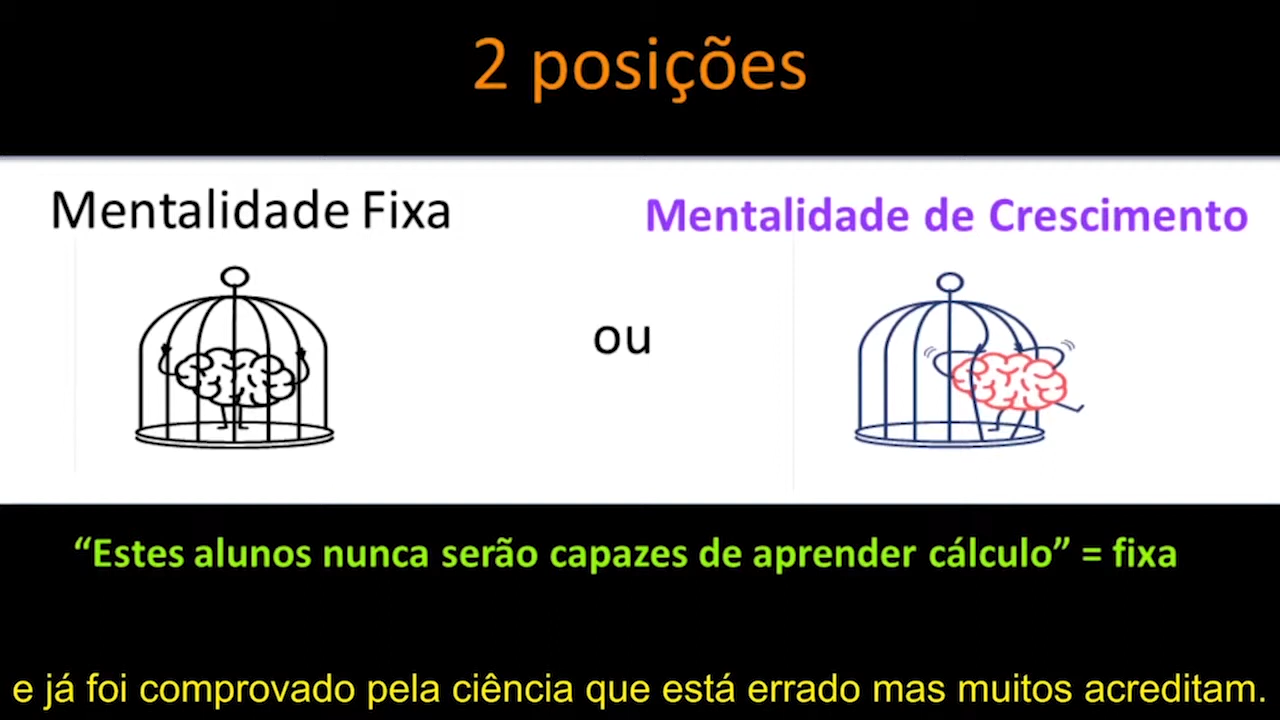 2 posições
Mentalidade Fixa
Mentalidade de Crescimento
ou
“Estes alunos nunca serão capazes de aprender cálculo” = fixa
e já foi comprovado pela ciência que está errado mas muitos acreditam.